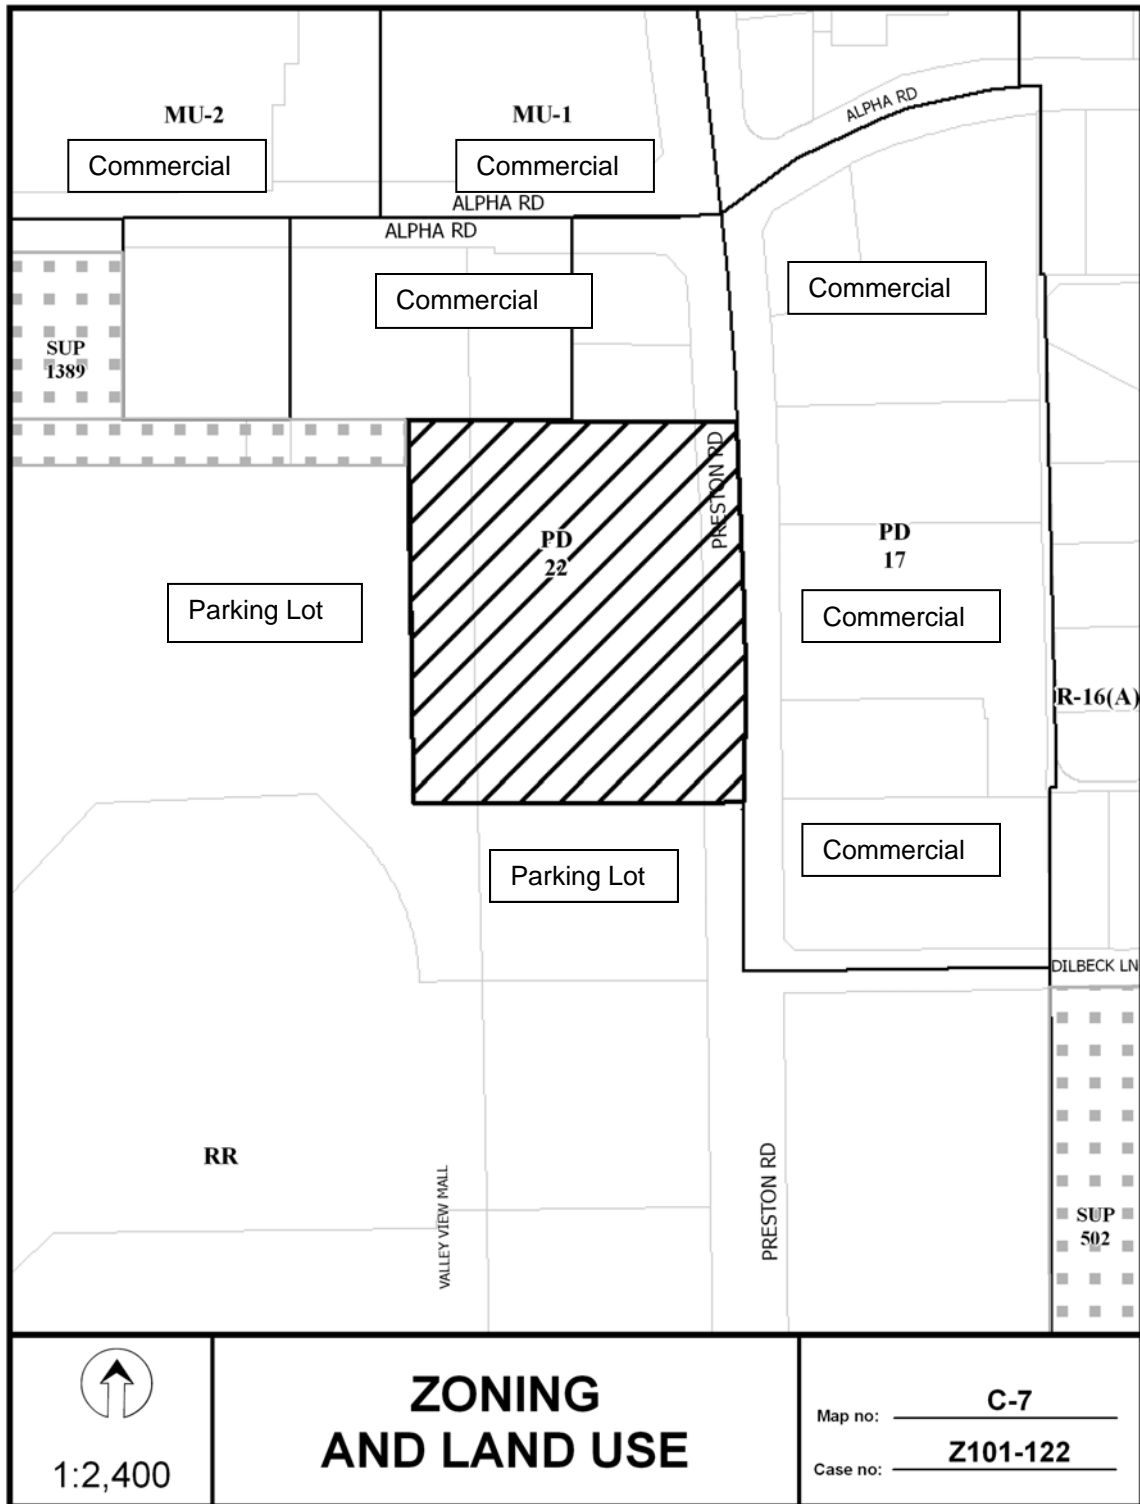 MU-2
MU-1
Commercial
Commercial
ALPHA RD
ALPHA RD
ALPHA RD
Commercial
Commercial
SUP
1389
PRESTON RD
PD
22
PD
17
Parking Lot
Commercial
R-16(A)
Commercial
Parking Lot
DILBECK LN
RR
VALLEY VIEW MALL
PRESTON RD
SUP
502
1:2,400
ZONING
AND LAND USE
Map no: C-7
Case no: Z101-122